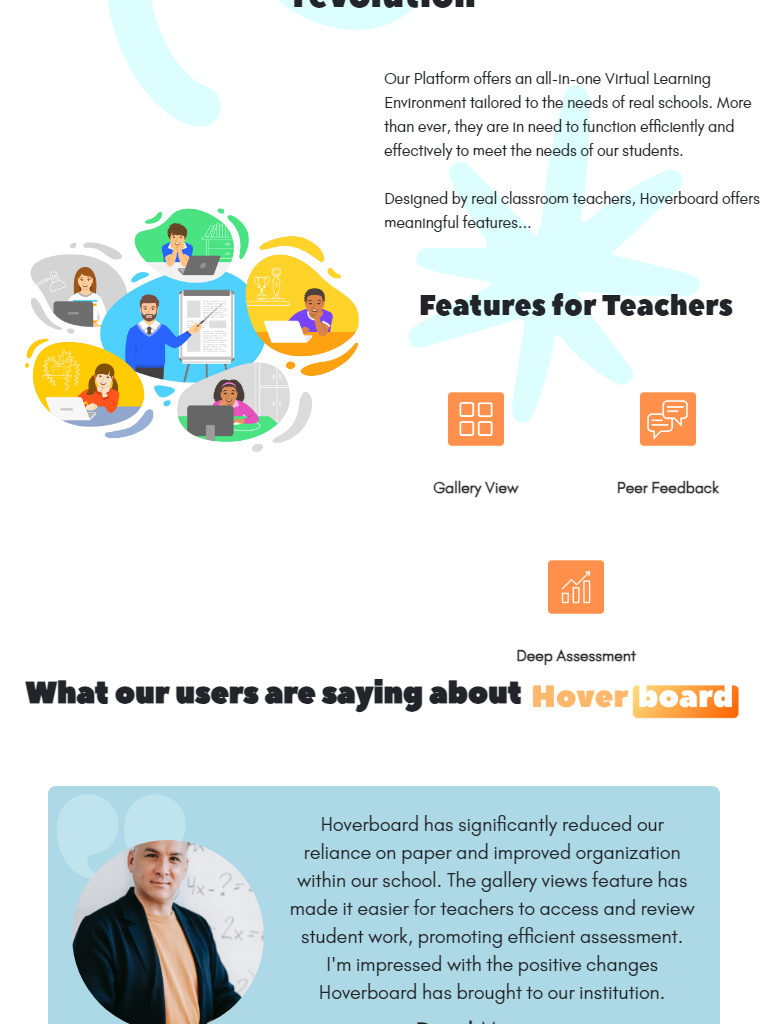 revolution
Our Platform offers an all-in-one Virtual Learning
Environment tailored to the needs of real schools. More
than ever, they are in need to function efficiently and
effectively to meet the needs of our students.
Designed by real classroom teachers, Hoverboard offers
meaningful features...
Features for Teachers
Gallery View
Peer Feedback
Deep Assessment
What our users are saying about Hoverboard
Hoverboard has significantly reduced our
reliance on paper and improved organization
within our school. The gallery views feature has
made it easier for teachers to access and review
student work, promoting efficient assessment.
I'm impressed with the positive changes
Hoverboard has brought to our institution.
4x-?=
2x=